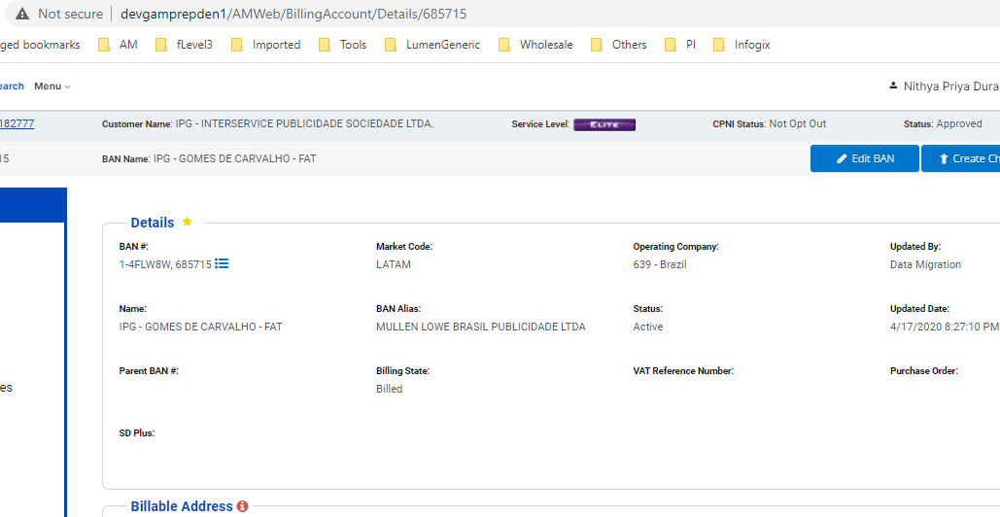 Not secure | devgamprepden1/AMWeb/BillingAccount/Details/685715
ged bookmarks AM fLevel3 Imported Tools LumenGeneric Wholesale Others PI Infogix
earch Menu Nithya Priya Dura
182777 Customer Name: IPG - INTERSERVICE PUBLICIDADE SOCIEDADE LTDA. Service Level: ELITE CPNI Status: Not Opt Out Status: Approved
15 BAN Name: IPG - GOMES DE CARVALHO - FAT Edit BAN Create Ch
Details
BAN #: Market Code: Operating Company: Updated By:
1-4FLW8W, 685715 LATAM 639 - Brazil Data Migration
Name: BAN Alias: Status: Updated Date:
IPG - GOMES DE CARVALHO - FAT MULLEN LOWE BRASIL PUBLICIDADE LTDA Active 4/17/2020 8:27:10 PM
Parent BAN #: Billing State: VAT Reference Number: Purchase Order:
Billed
es
SD Plus:
Billable Address